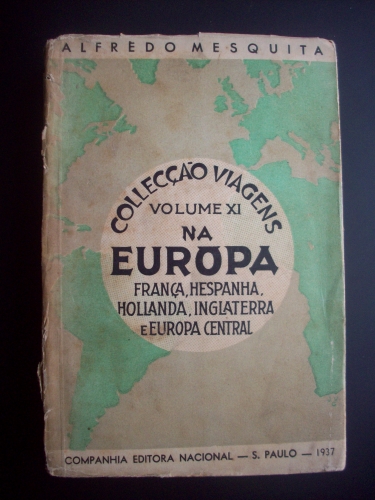 ALFREDO MESQUITA
COLLECÇÃO VIAGENS
VOLUME XI
NA
EUROPA
FRANÇA, HESPANHA,
HOLLANDA, INGLATERRA
E EUROPA CENTRAL
COMPANHIA EDITORA NACIONAL — S. PAULO — 1937